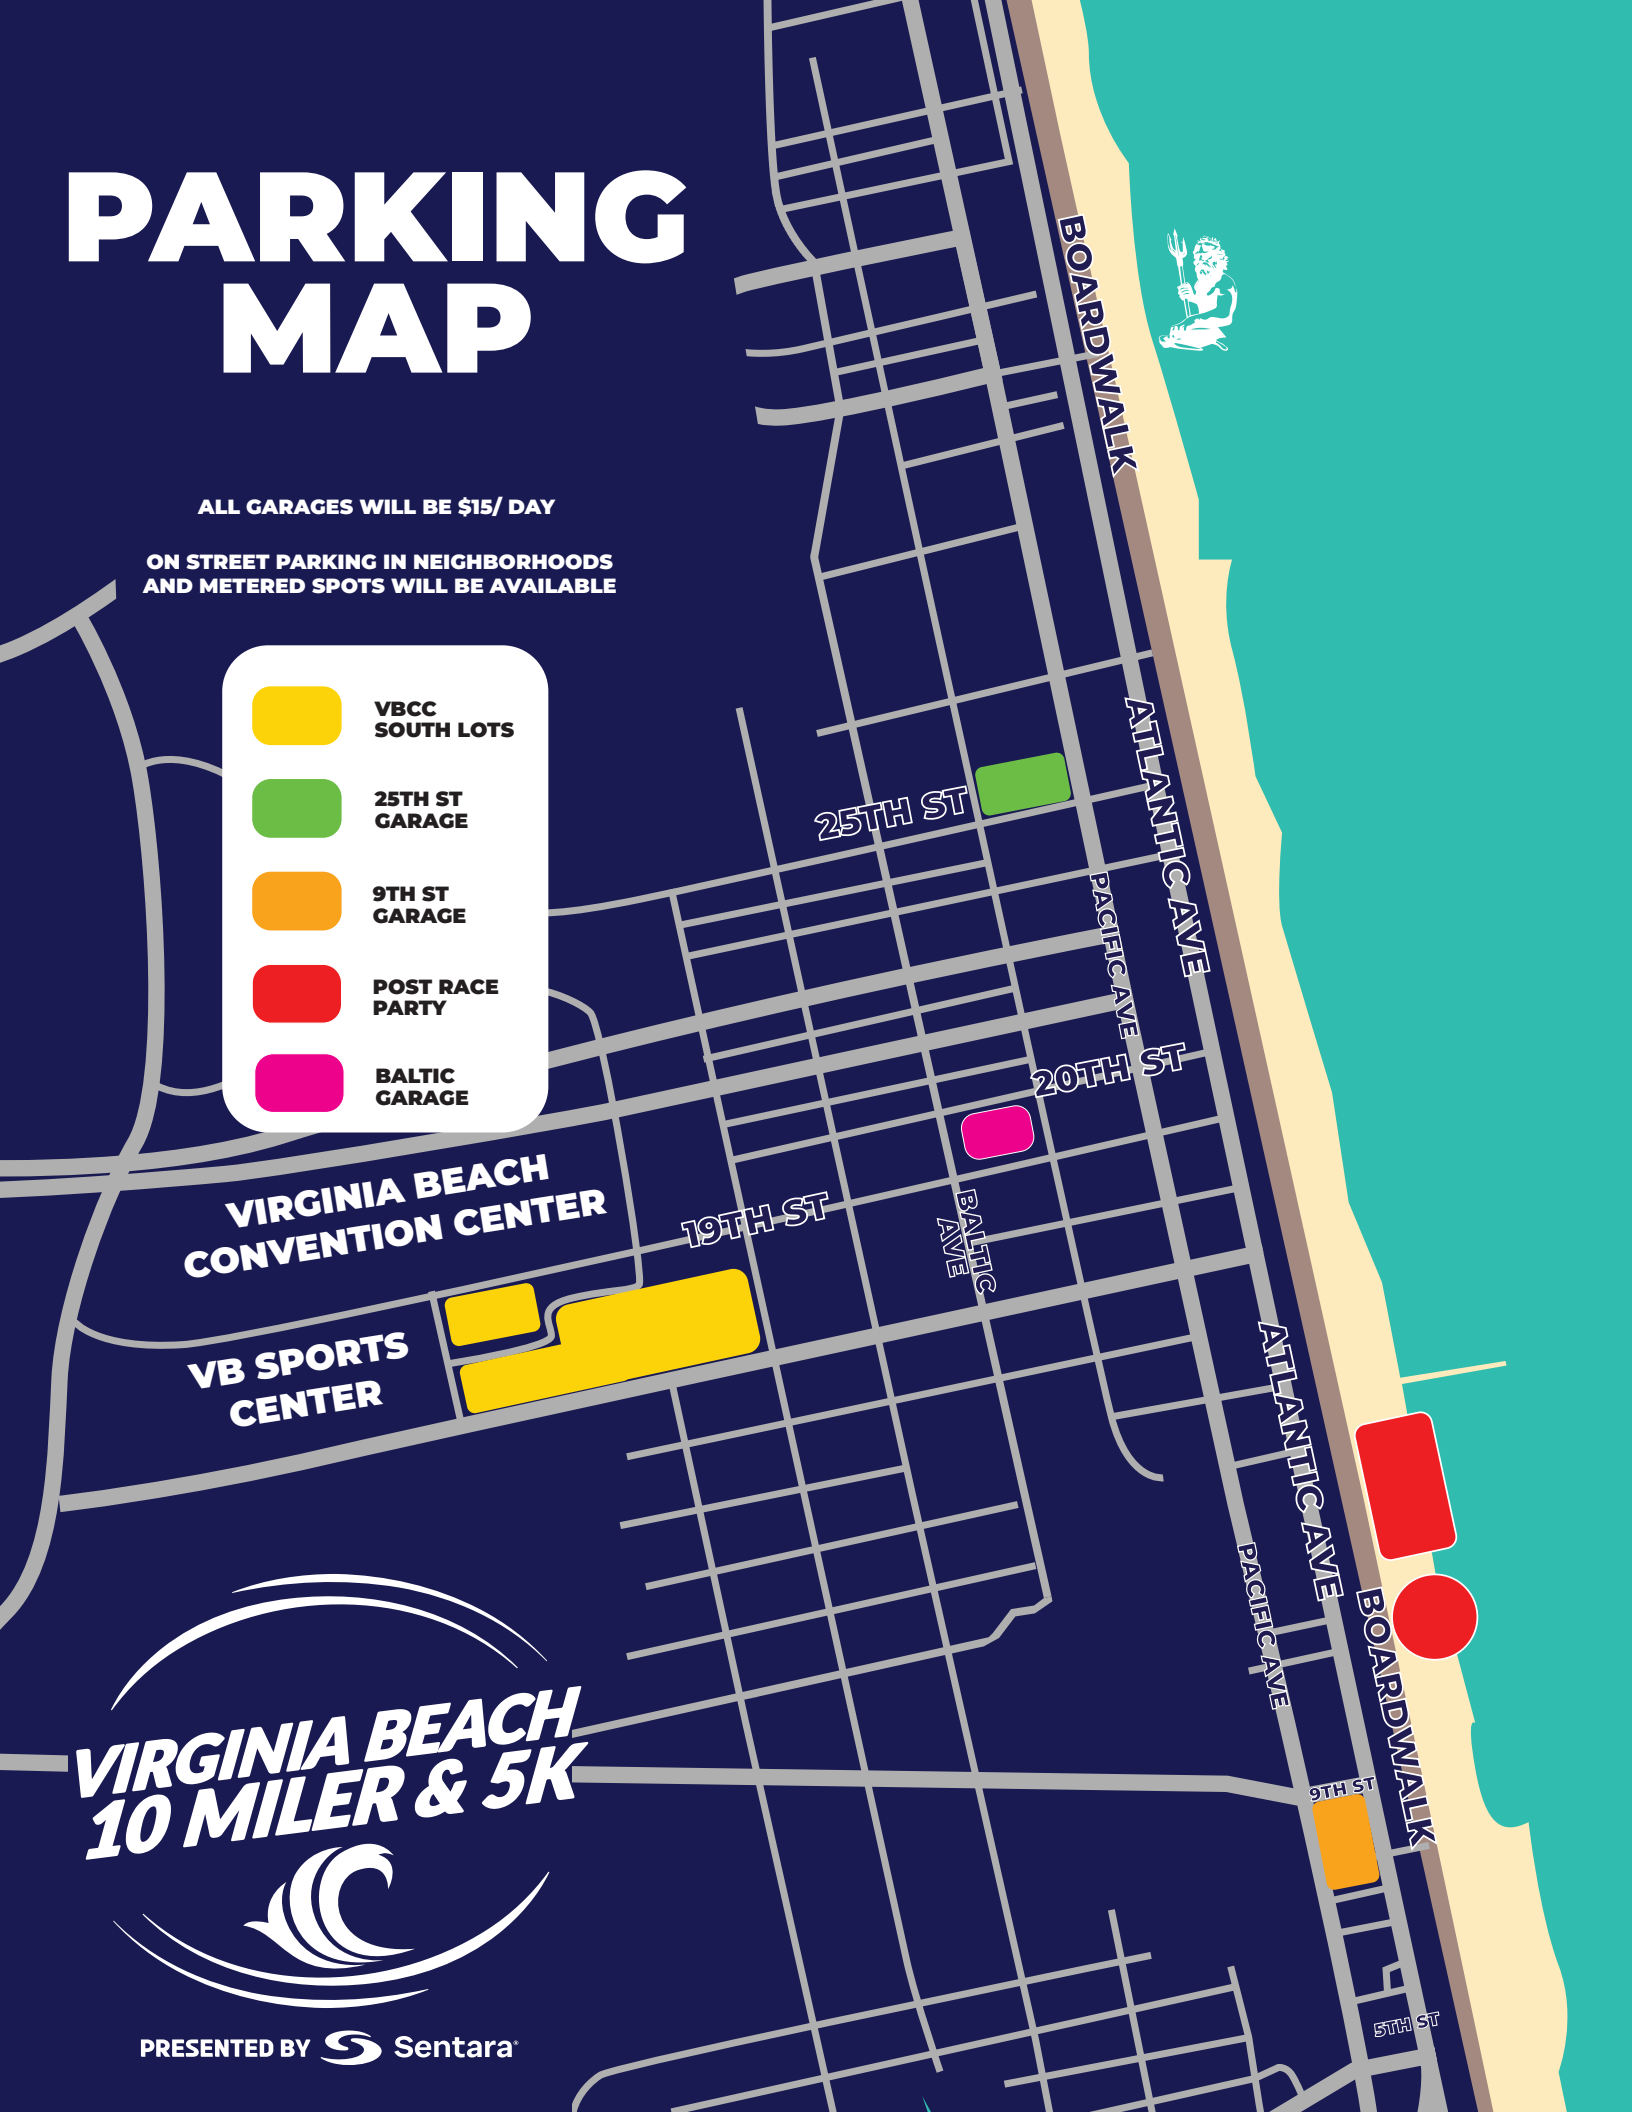 PARKING
MAP
ALL GARAGES WILL BE $15/ DAY
ON STREET PARKING IN NEIGHBORHOODS
AND METERED SPOTS WILL BE AVAILABLE
VBCC
SOUTH LOTS
25TH ST
GARAGE
9TH ST
GARAGE
POST RACE
PARTY
BALTIC
GARAGE
BOARDWALK
ATLANTIC AVE
25TH ST
PACIFIC AVE
20TH ST
VIRGINIA BEACH
CONVENTION CENTER
19TH ST
BALTIC
AVE
VB SPORTS
CENTER
ATLANTIC AVE
PACIFIC AVE
BOARDWALK
9TH ST
5TH ST
VIRGINIA BEACH
10 MILER & 5K
PRESENTED BY Sentara®